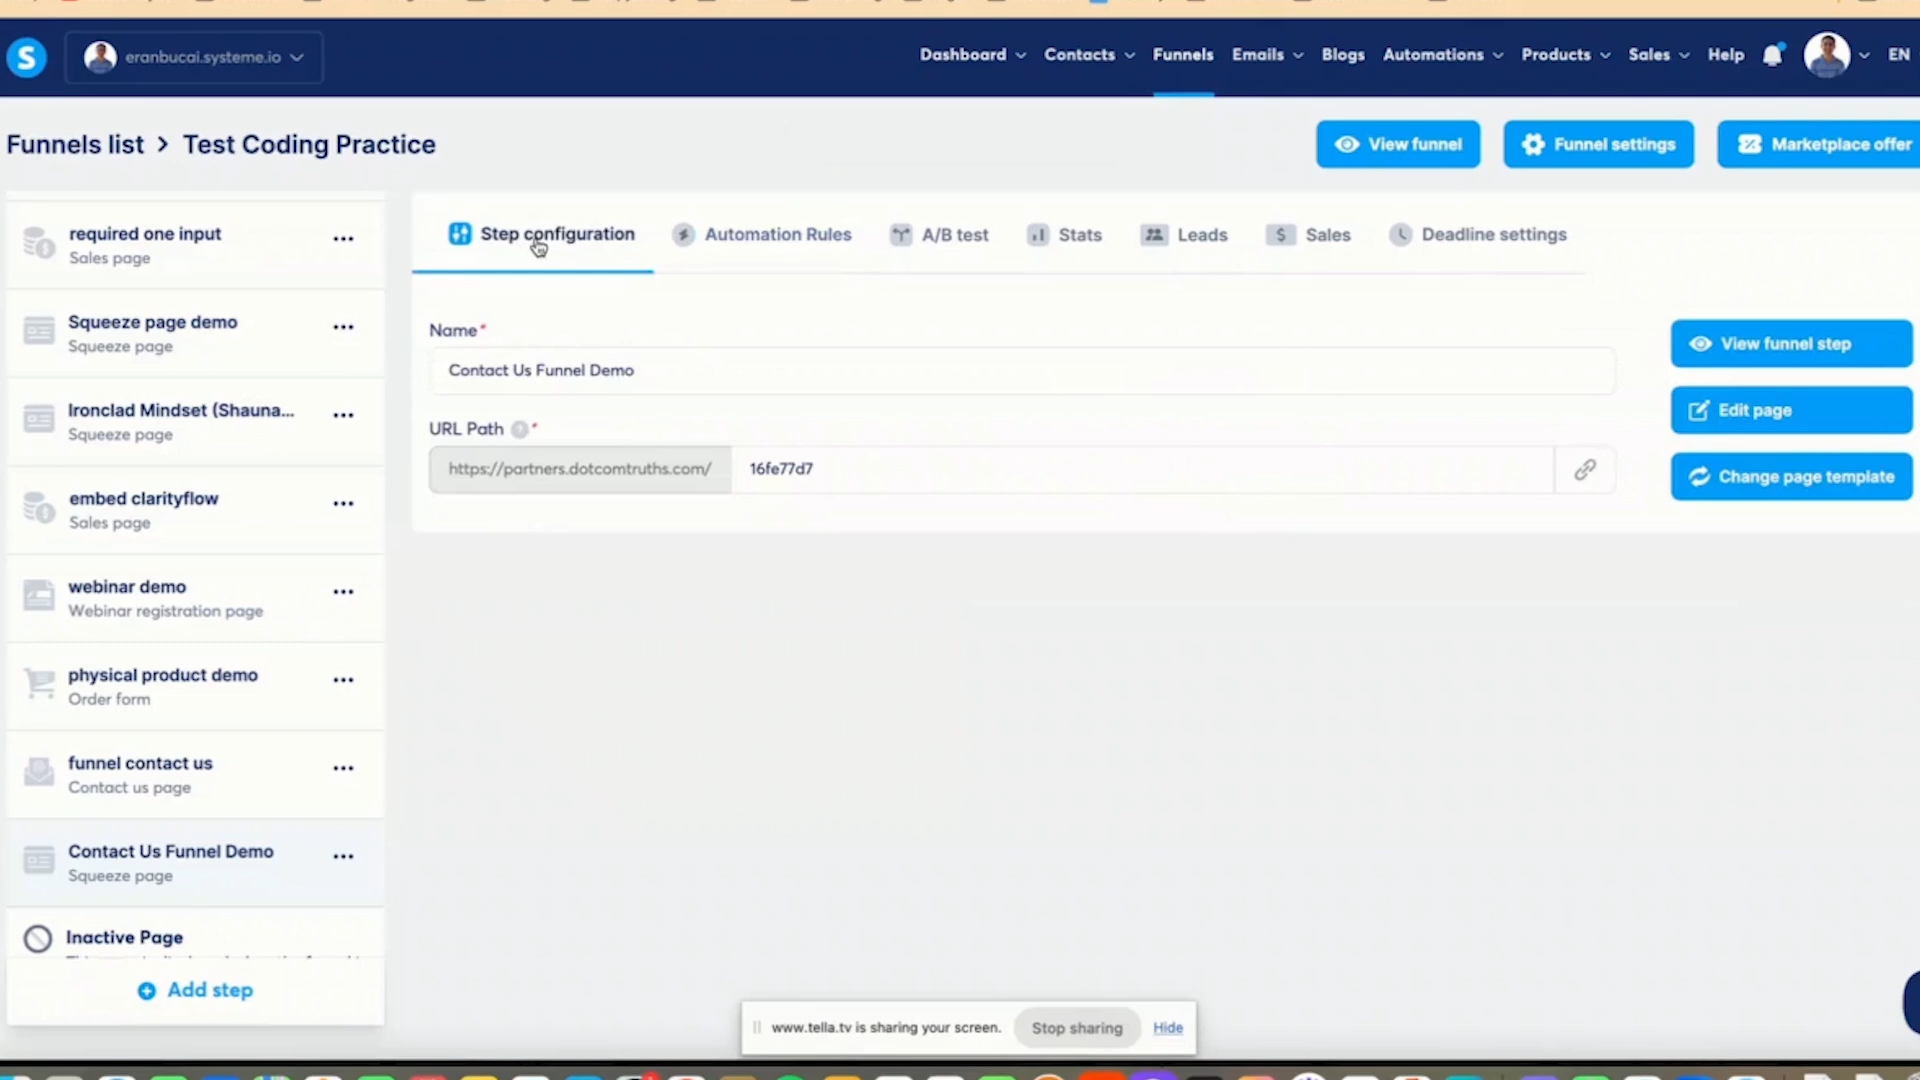 S
eranbucai.systeme.io
Dashboard
Contacts
Funnels
Emails
Blogs
Automations
Products
Sales
Help
EN
Funnels list > Test Coding Practice
View funnel
Funnel settings
Marketplace offer
required one input
Sales page
Squeeze page demo
Squeeze page
Ironclad Mindset (Shauna...
Squeeze page
embed clarityflow
Sales page
webinar demo
Webinar registration page
physical product demo
Order form
funnel contact us
Contact us page
Contact Us Funnel Demo
Squeeze page
Inactive Page
Add step
Step configuration
Automation Rules
A/B test
Stats
Leads
Sales
Deadline settings
Name*
Contact Us Funnel Demo
URL Path ? *
https://partners.dotcomtruths.com/
16fe77d7
View funnel step
Edit page
Change page template
www.tella.tv is sharing your screen.
Stop sharing
Hide